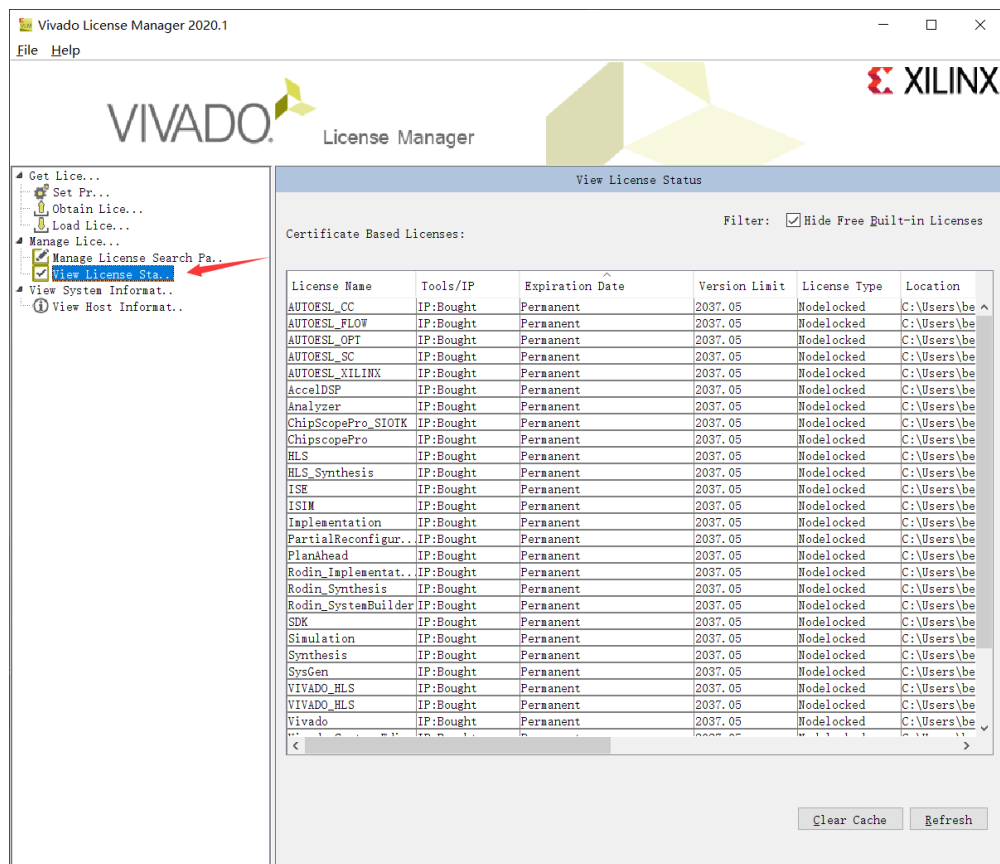 Vivado License Manager 2020.1
File Help
XILINX
VIVADO. License Manager
Get Lice...
Set Pr...
Obtain Lice...
Load Lice...
Manage Lice...
Manage License Search Pa..
View License Sta..
View System Informat..
View Host Informat..
View License Status
Filter: Hide Free Built-in Licenses
Certificate Based Licenses:
License Name Tools/IP Expiration Date Version Limit License Type Location
AUTOESL_CC IP:Bought Permanent 2037.05 Nodelocked C:\Users\be
AUTOESL_FLOW IP:Bought Permanent 2037.05 Nodelocked C:\Users\be
AUTOESL_OPT IP:Bought Permanent 2037.05 Nodelocked C:\Users\be
AUTOESL_SC IP:Bought Permanent 2037.05 Nodelocked C:\Users\be
AUTOESL_XILINX IP:Bought Permanent 2037.05 Nodelocked C:\Users\be
AccelDSP IP:Bought Permanent 2037.05 Nodelocked C:\Users\be
Analyzer IP:Bought Permanent 2037.05 Nodelocked C:\Users\be
ChipScopePro_SIOTK IP:Bought Permanent 2037.05 Nodelocked C:\Users\be
ChipscopePro IP:Bought Permanent 2037.05 Nodelocked C:\Users\be
HLS IP:Bought Permanent 2037.05 Nodelocked C:\Users\be
HLS_Synthesis IP:Bought Permanent 2037.05 Nodelocked C:\Users\be
ISE IP:Bought Permanent 2037.05 Nodelocked C:\Users\be
ISIM IP:Bought Permanent 2037.05 Nodelocked C:\Users\be
Implementation IP:Bought Permanent 2037.05 Nodelocked C:\Users\be
PartialReconfigur... IP:Bought Permanent 2037.05 Nodelocked C:\Users\be
PlanAhead IP:Bought Permanent 2037.05 Nodelocked C:\Users\be
Rodin_Implementat... IP:Bought Permanent 2037.05 Nodelocked C:\Users\be
Rodin_Synthesis IP:Bought Permanent 2037.05 Nodelocked C:\Users\be
Rodin_SystemBuilder IP:Bought Permanent 2037.05 Nodelocked C:\Users\be
SDK IP:Bought Permanent 2037.05 Nodelocked C:\Users\be
Simulation IP:Bought Permanent 2037.05 Nodelocked C:\Users\be
Synthesis IP:Bought Permanent 2037.05 Nodelocked C:\Users\be
SysGen IP:Bought Permanent 2037.05 Nodelocked C:\Users\be
VIVADO_HLS IP:Bought Permanent 2037.05 Nodelocked C:\Users\be
VIVADO_HLS IP:Bought Permanent 2037.05 Nodelocked C:\Users\be
Vivado IP:Bought Permanent 2037.05 Nodelocked C:\Users\be
Clear Cache Refresh